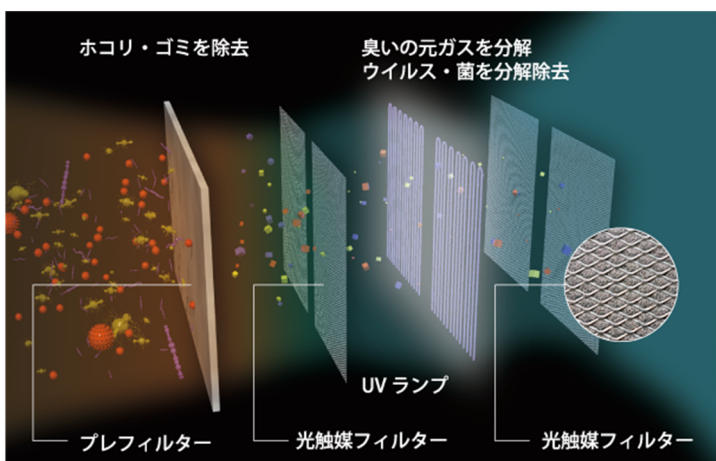 ホコリ・ゴミを除去
臭いの元ガスを分解
ウイルス・菌を分解除去
UV ランプ
プレフィルター
光触媒フィルター
光触媒フィルター